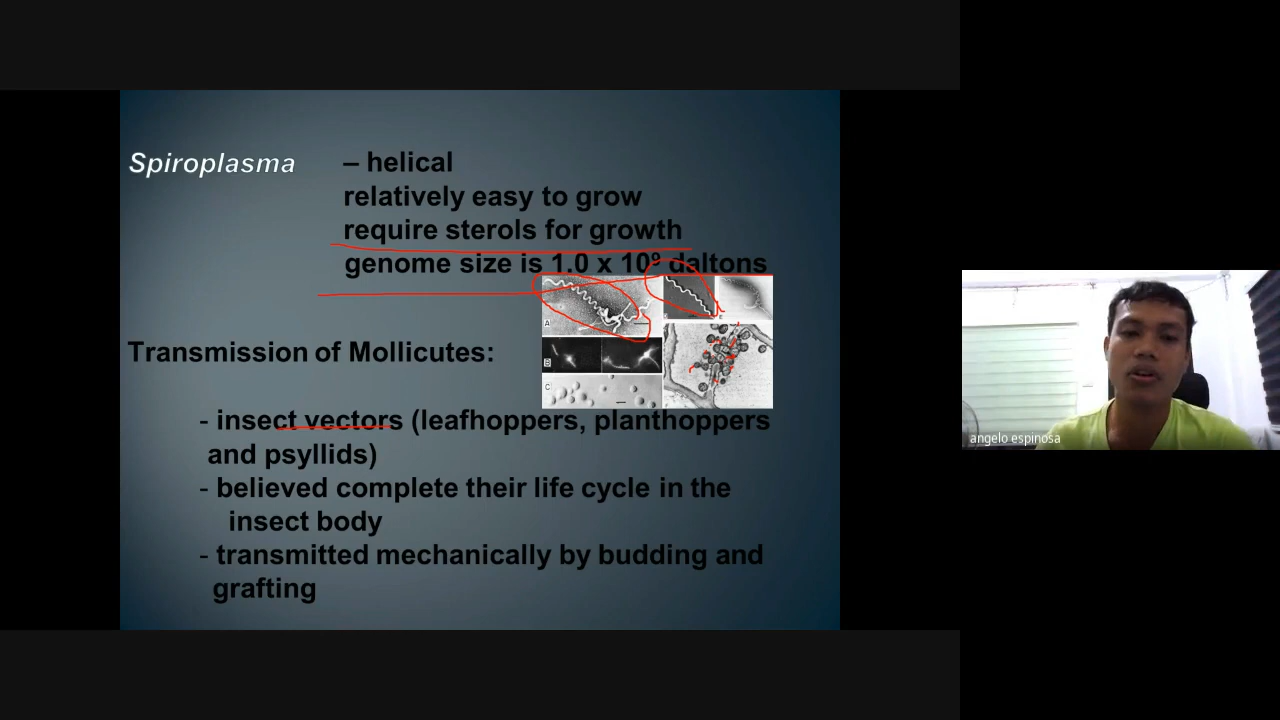 Spiroplasma – helical
relatively easy to grow
require sterols for growth
genome size is 1.0 x 10⁹ daltons
A
B
C
Transmission of Mollicutes:
- insect vectors (leafhoppers, planthoppers
and psyllids)
- believed complete their life cycle in the
insect body
- transmitted mechanically by budding and
grafting
angelo espinosa